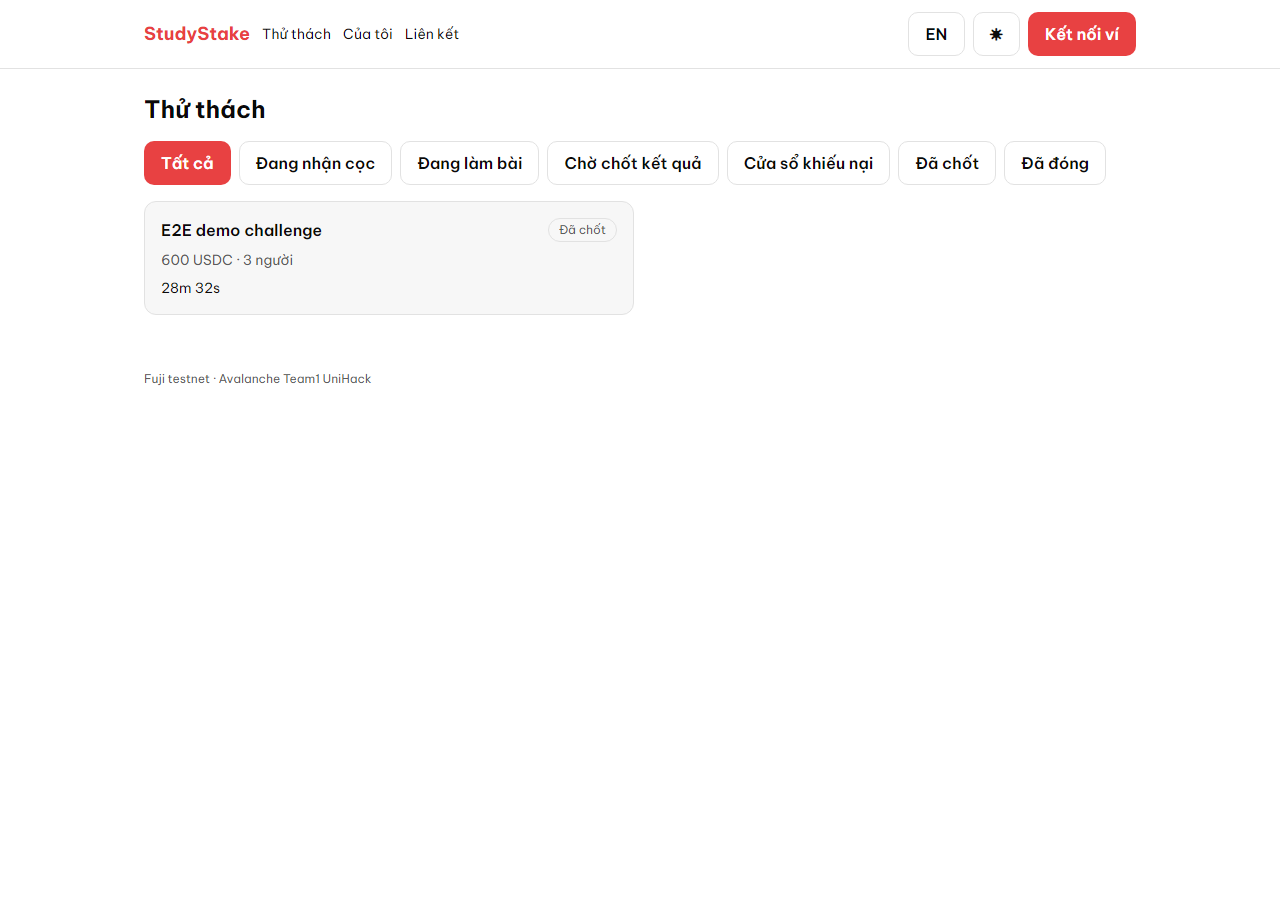 StudyStake Thử thách Của tôi Liên kết EN ☀ Kết nối ví
Thử thách
Tất cả Đang nhận cọc Đang làm bài Chờ chốt kết quả Cửa sổ khiếu nại Đã chốt Đã đóng
E2E demo challenge Đã chốt
600 USDC · 3 người
28m 32s
Fuji testnet · Avalanche Team1 UniHack